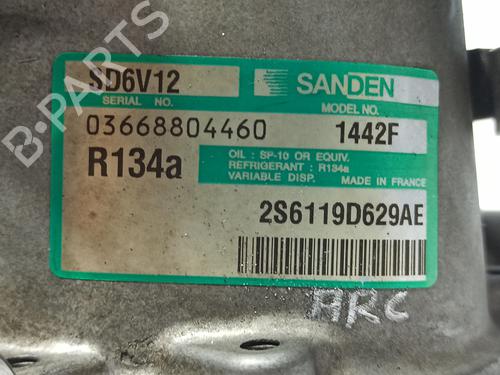 B-PARTS
SD6V12
SANDEN
SERIAL NO.
MODEL NO.
03668804460
1442F
R134a
OIL : SP-10 OR EQUIV.
REFRIGERANT : R134a
VARIABLE DISP. MADE IN FRANCE
2S6119D629AE
ARC